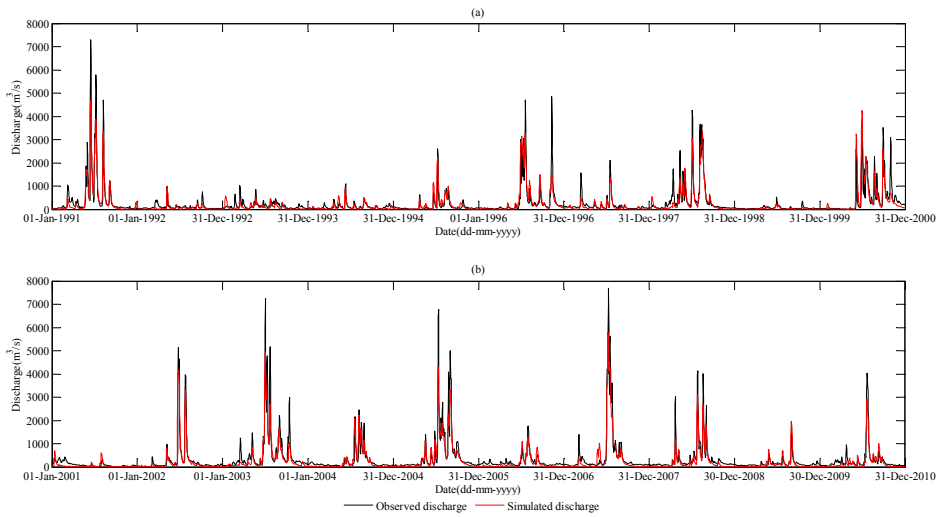 (a)
8000
7000
6000
5000
4000
3000
2000
1000
0
Discharge(m³/s)
01-Jan-1991 01-Jan-1992 31-Dec-1992 31-Dec-1993 31-Dec-1994 01-Jan-1996 31-Dec-1996 31-Dec-1997 31-Dec-1998 31-Dec-1999 31-Dec-2000
Date(dd-mm-yyyy)
(b)
8000
7000
6000
5000
4000
3000
2000
1000
0
Discharge(m³/s)
01-Jan-2001 01-Jan-2002 01-Jan-2003 01-Jan-2004 31-Dec-2004 31-Dec-2005 31-Dec-2006 31-Dec-2007 31-Dec-2008 31-Dec-2009 31-Dec-2010
Date(dd-mm-yyyy)
Observed discharge Simulated discharge